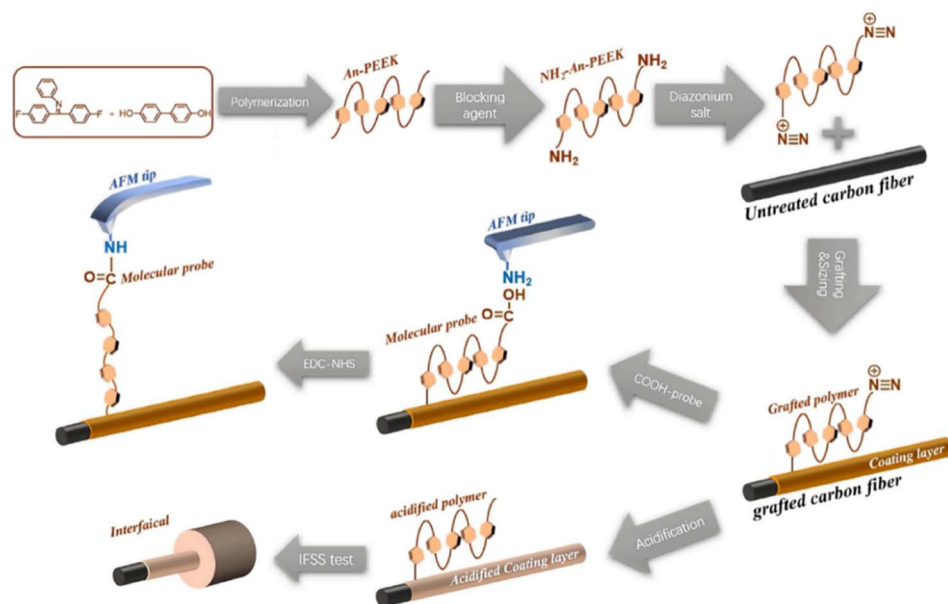 N
F
F
+
HO
OH
Polymerization
An-PEEK
Blocking
agent
NH₂-An-PEEK
NH₂
NH₂
Diazonium
salt
⊕
N≡N
⊕
N≡N
+
Untreated carbon fiber
Grafting
&Sizing
Grafted polymer
⊕
N≡N
Coating layer
grafted carbon fiber
COOH-probe
AFM tip
NH₂
OH
O=C
Molecular probe
EDC-NHS
AFM tip
NH
O=C
Molecular probe
Acidification
acidified polymer
Acidified Coating layer
IFSS test
Interfaical